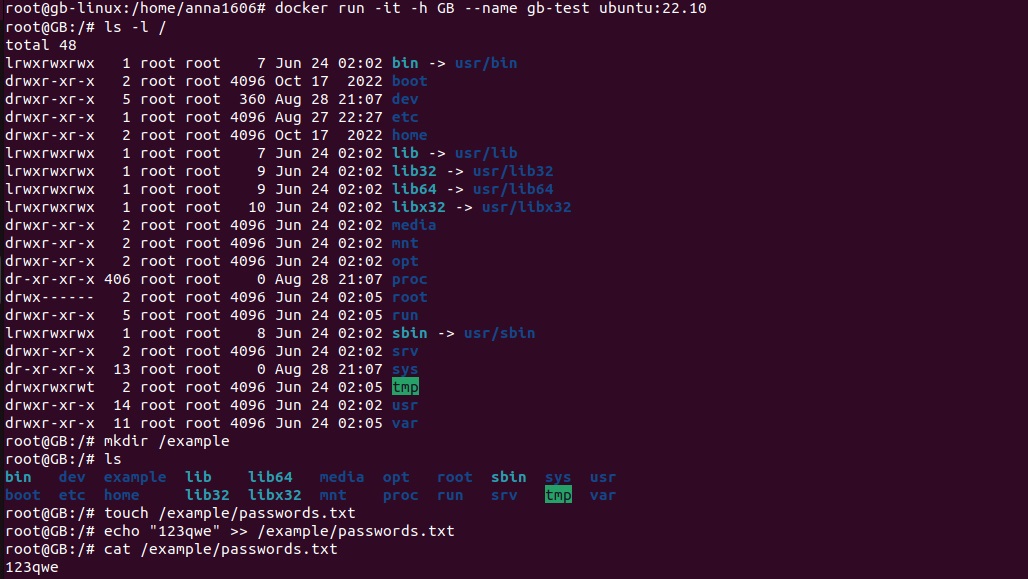 root@gb-linux:/home/anna1606# docker run -it -h GB --name gb-test ubuntu:22.10
root@GB:/# ls -l /
total 48
lrwxrwxrwx   1 root root    7 Jun 24 02:02 bin -> usr/bin
drwxr-xr-x   2 root root 4096 Oct 17  2022 boot
drwxr-xr-x   5 root root  360 Aug 28 21:07 dev
drwxr-xr-x   1 root root 4096 Aug 27 22:27 etc
drwxr-xr-x   2 root root 4096 Oct 17  2022 home
lrwxrwxrwx   1 root root    7 Jun 24 02:02 lib -> usr/lib
lrwxrwxrwx   1 root root    9 Jun 24 02:02 lib32 -> usr/lib32
lrwxrwxrwx   1 root root    9 Jun 24 02:02 lib64 -> usr/lib64
lrwxrwxrwx   1 root root   10 Jun 24 02:02 libx32 -> usr/libx32
drwxr-xr-x   2 root root 4096 Jun 24 02:02 media
drwxr-xr-x   2 root root 4096 Jun 24 02:02 mnt
drwxr-xr-x   2 root root 4096 Jun 24 02:02 opt
dr-xr-xr-x 406 root root    0 Aug 28 21:07 proc
drwx------   2 root root 4096 Jun 24 02:05 root
drwxr-xr-x   5 root root 4096 Jun 24 02:05 run
lrwxrwxrwx   1 root root    8 Jun 24 02:02 sbin -> usr/sbin
drwxr-xr-x   2 root root 4096 Jun 24 02:02 srv
dr-xr-xr-x  13 root root    0 Aug 28 21:07 sys
drwxrwxrwt   2 root root 4096 Jun 24 02:05 tmp
drwxr-xr-x  14 root root 4096 Jun 24 02:02 usr
drwxr-xr-x  11 root root 4096 Jun 24 02:05 var
root@GB:/# mkdir /example
root@GB:/# ls
bin   dev  example  lib    lib64   media  opt   root  sbin  sys  usr
boot  etc  home     lib32  libx32  mnt    proc  run   srv   tmp  var
root@GB:/# touch /example/passwords.txt
root@GB:/# echo "123qwe" >> /example/passwords.txt
root@GB:/# cat /example/passwords.txt
123qwe